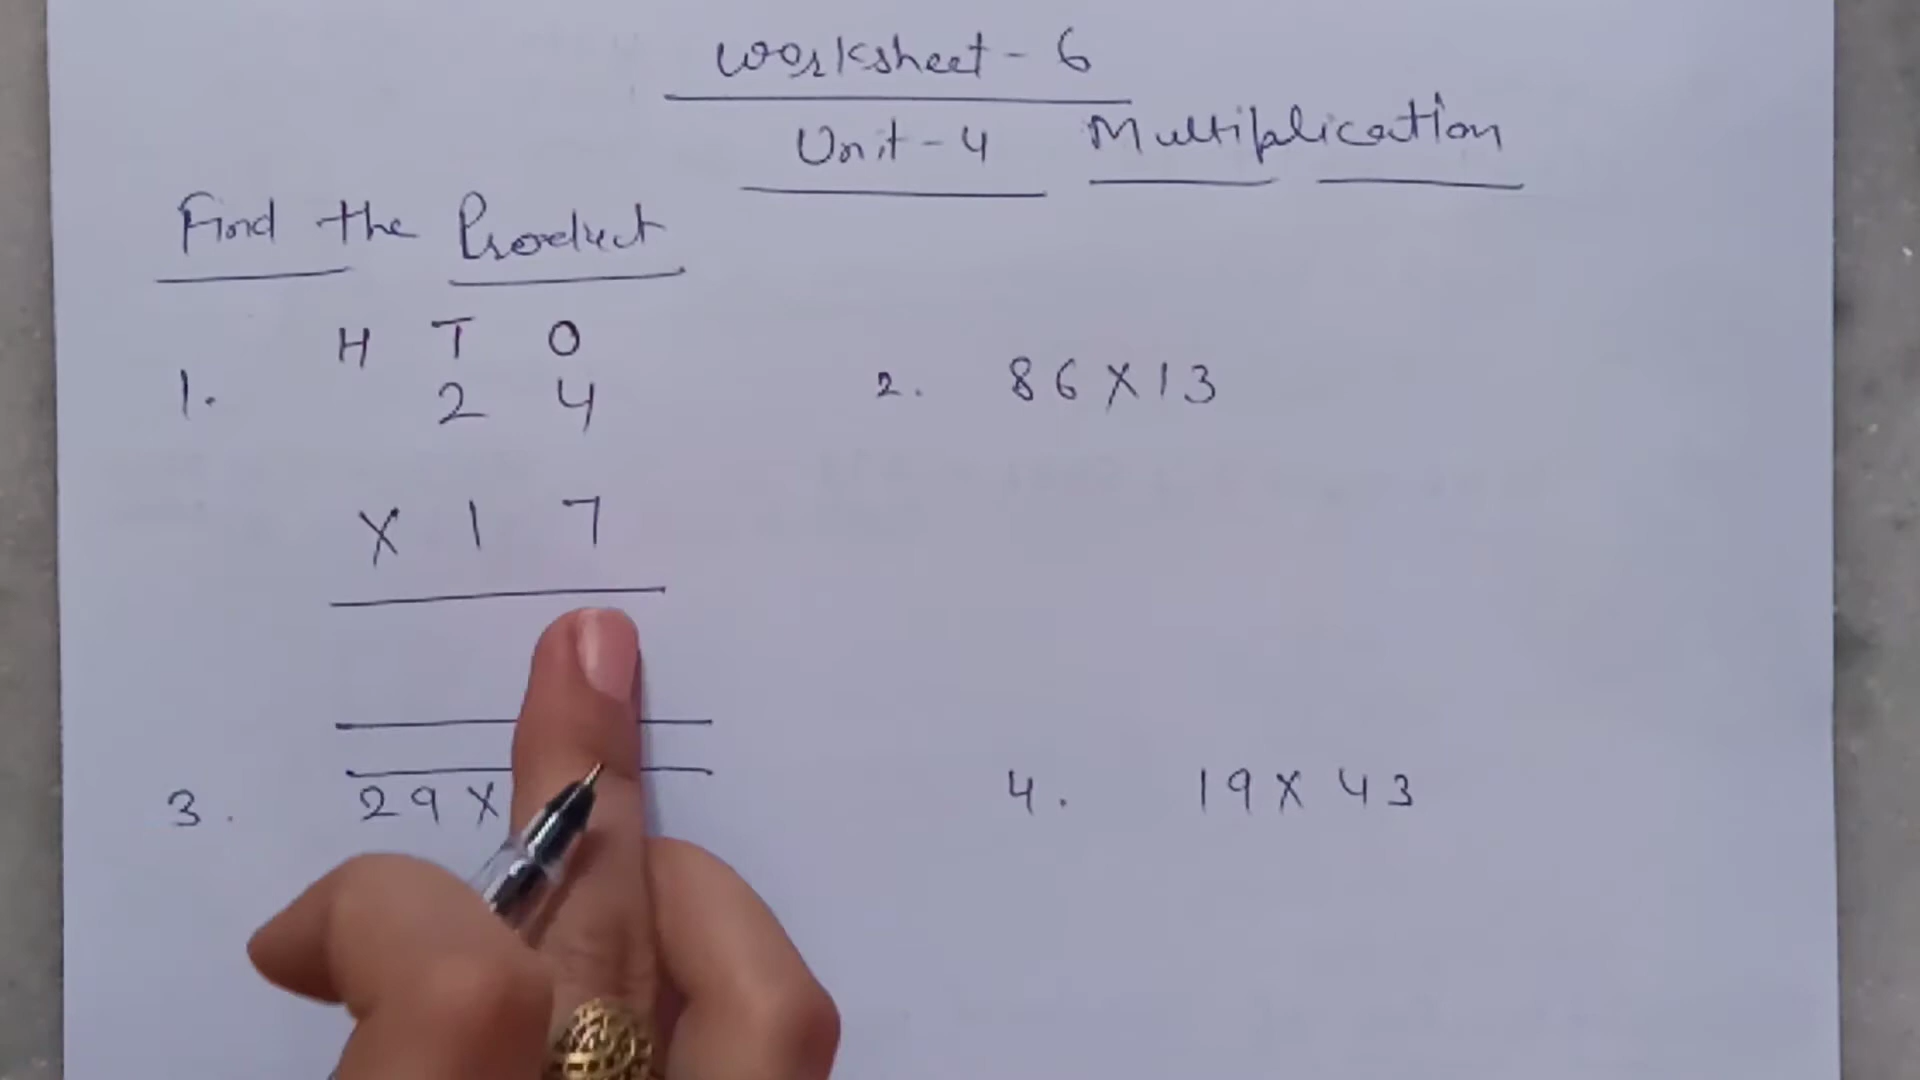 Worksheet - 6
Unit - 4 Multiplication
Find the Product
H T O
1. 2 4
X 1 7
2. 86 X 13
3. 29 X
4. 19 X 43